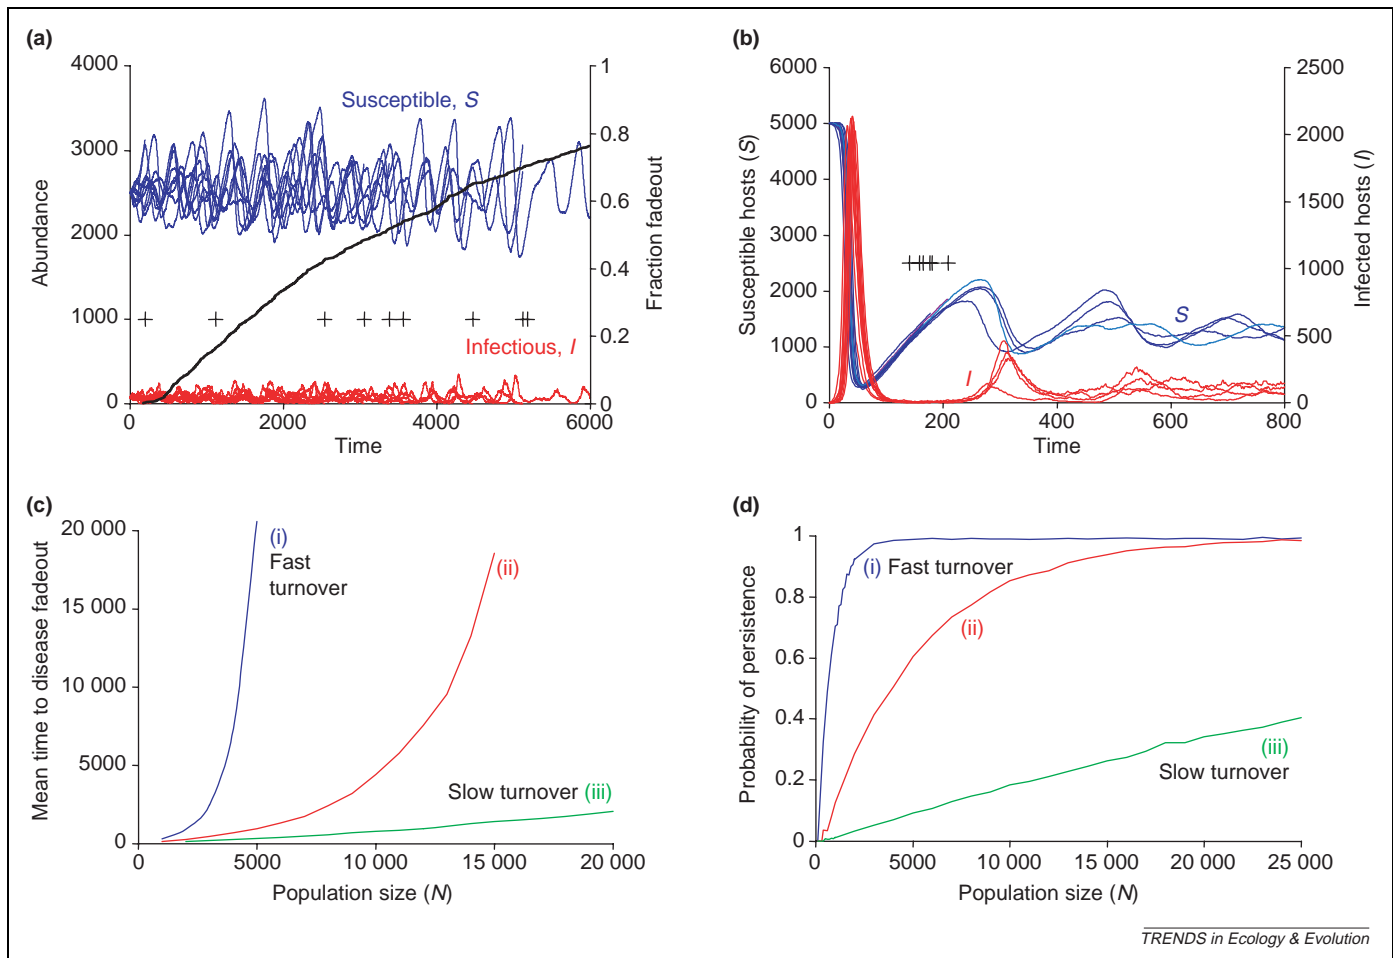 (a)
4000
3000
2000
1000
0
Abundance
Susceptible, S
Infectious, I
1
0.8
0.6
0.4
0.2
0
Fraction fadeout
0 2000 4000 6000
Time
(b)
6000
5000
4000
3000
2000
1000
0
Susceptible hosts (S)
S
I
2500
2000
1500
1000
500
0
Infected hosts (I)
0 200 400 600 800
Time
(c)
20 000
15 000
10 000
5000
0
Mean time to disease fadeout
(i)
Fast
turnover
(ii)
Slow turnover (iii)
0 5000 10 000 15 000 20 000
Population size (N)
(d)
1
0.8
0.6
0.4
0.2
0
Probability of persistence
(i) Fast turnover
(ii)
(iii)
Slow turnover
0 5000 10 000 15 000 20 000 25 000
Population size (N)
TRENDS in Ecology & Evolution